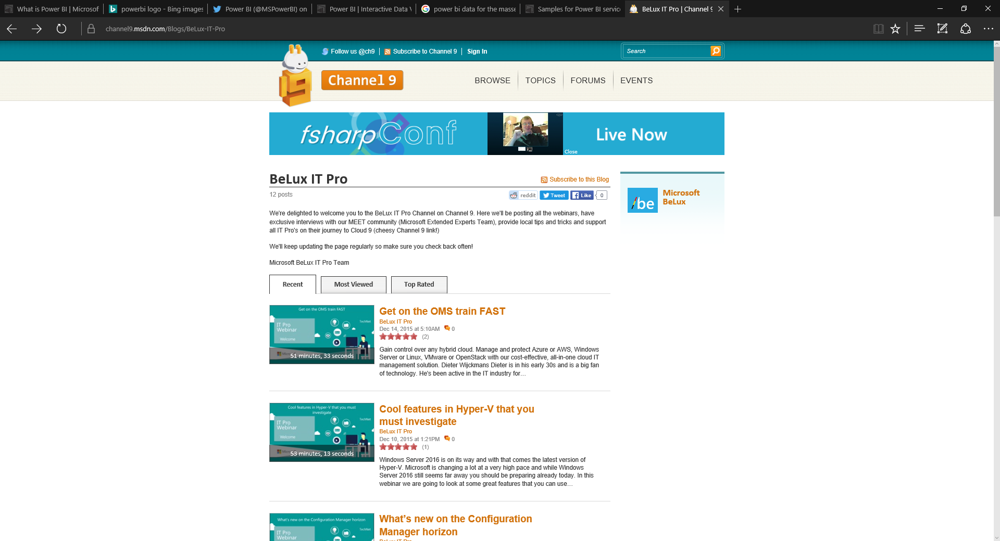 What is Power BI | Microsof
powerbi logo - Bing images
Power BI (@MSPowerBI) on
Power BI | Interactive Data V
power bi data for the masse
Samples for Power BI servic
BeLux IT Pro | Channel 9
channel9.msdn.com/Blogs/BeLux-IT-Pro
Follow us @ch9
Subscribe to Channel 9
Sign In
Search
9
Channel 9
BROWSE
TOPICS
FORUMS
EVENTS
fsharpConf
Close
Live Now
BeLux IT Pro
Subscribe to this Blog
12 posts
reddit
Tweet
Like
0
/be
Microsoft
BeLux
We're delighted to welcome you to the BeLux IT Pro Channel on Channel 9. Here we'll be posting all the webinars, have
exclusive interviews with our MEET community (Microsoft Extended Experts Team), provide local tips and tricks and support
all IT Pro's on their journey to Cloud 9 (cheesy Channel 9 link!)
We'll keep updating the page regularly so make sure you check back often!
Microsoft BeLux IT Pro Team
Recent
Most Viewed
Top Rated
Get on the OMS train FAST
TechNet
IT Pro
Webinar
Welcome
51 minutes, 33 seconds
Get on the OMS train FAST
BeLux IT Pro
Dec 14, 2015 at 5:10AM 0
(2)
Gain control over any hybrid cloud. Manage and protect Azure or AWS, Windows
Server or Linux, VMware or OpenStack with our cost-effective, all-in-one cloud IT
management solution. Dieter Wijckmans Dieter is in his early 30s and is a big fan
of technology. He's been active in the IT industry for…
Cool features in Hyper-V that you must
investigate
TechNet
IT Pro
Webinar
Welcome
53 minutes, 13 seconds
Cool features in Hyper-V that you
must investigate
BeLux IT Pro
Dec 10, 2015 at 1:21PM 0
(1)
Windows Server 2016 is on its way and with that comes the latest version of
Hyper-V. Microsoft is changing a lot at a very high pace and while Windows
Server 2016 still seems far away you should be preparing already today. In this
webinar we are going to look at some great features that you can use…
What's new on the Configuration Manager horizon
TechNet
IT Pro
Webinar
What's new on the Configuration
Manager horizon
BeLux IT Pro